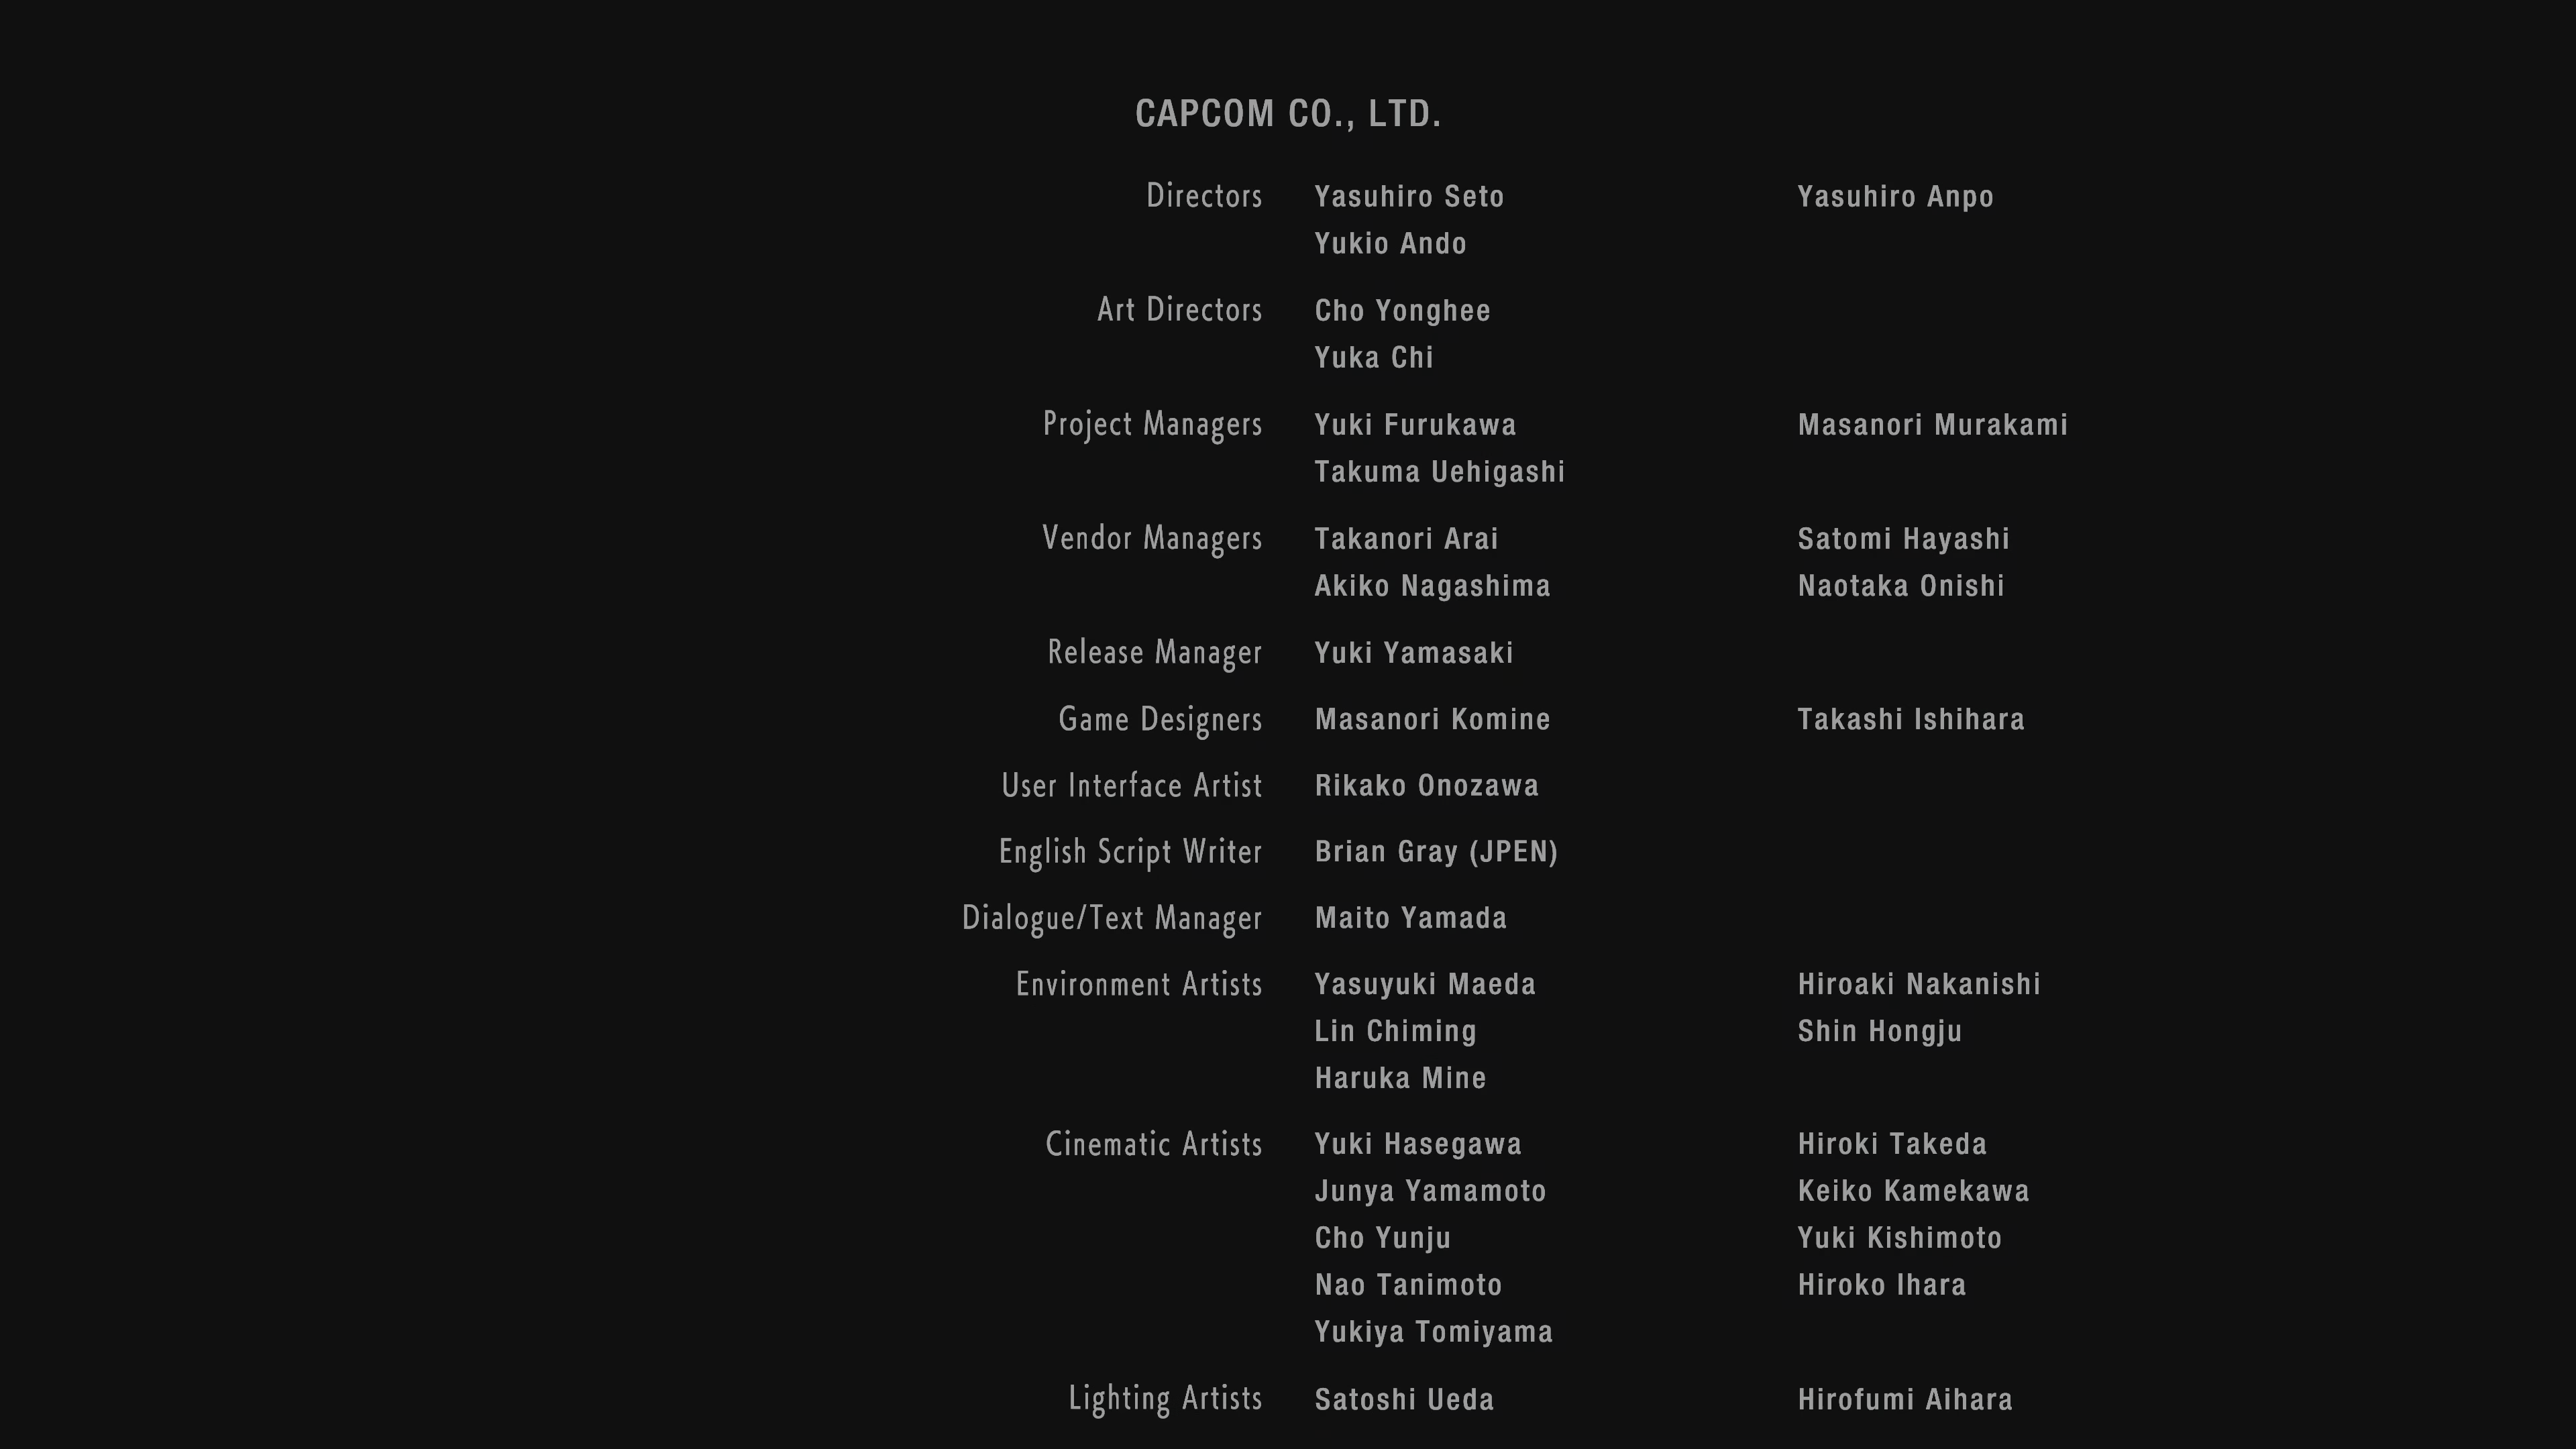 CAPCOM CO., LTD.
Directors Yasuhiro Seto Yasuhiro Anpo
Yukio Ando
Art Directors Cho Yonghee
Yuka Chi
Project Managers Yuki Furukawa Masanori Murakami
Takuma Uehigashi
Vendor Managers Takanori Arai Satomi Hayashi
Akiko Nagashima Naotaka Onishi
Release Manager Yuki Yamasaki
Game Designers Masanori Komine Takashi Ishihara
User Interface Artist Rikako Onozawa
English Script Writer Brian Gray (JPEN)
Dialogue/Text Manager Maito Yamada
Environment Artists Yasuyuki Maeda Hiroaki Nakanishi
Lin Chiming Shin Hongju
Haruka Mine
Cinematic Artists Yuki Hasegawa Hiroki Takeda
Junya Yamamoto Keiko Kamekawa
Cho Yunju Yuki Kishimoto
Nao Tanimoto Hiroko Ihara
Yukiya Tomiyama
Lighting Artists Satoshi Ueda Hirofumi Aihara